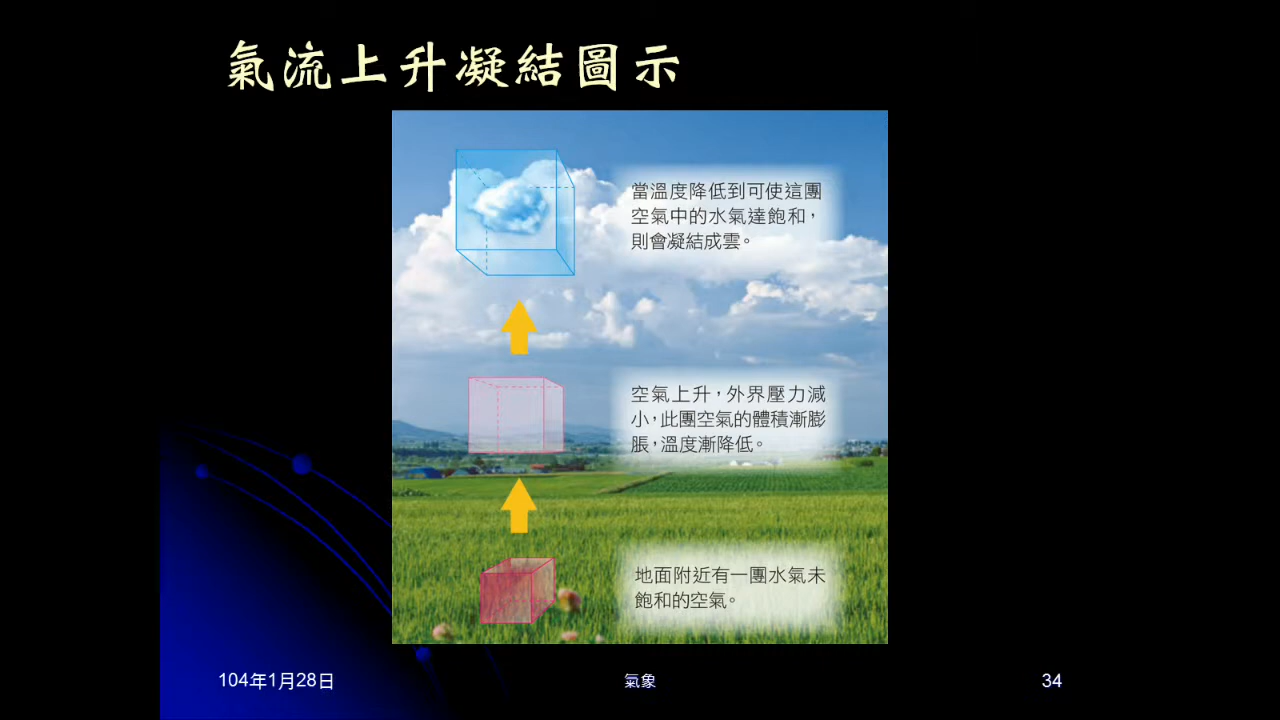 氣流上升凝結圖示
當溫度降低到可使這團
空氣中的水氣達飽和，
則會凝結成雲。
空氣上升，外界壓力減
小，此團空氣的體積漸膨
脹，溫度漸降低。
地面附近有一團水氣未
飽和的空氣。
104年1月28日
氣象
34